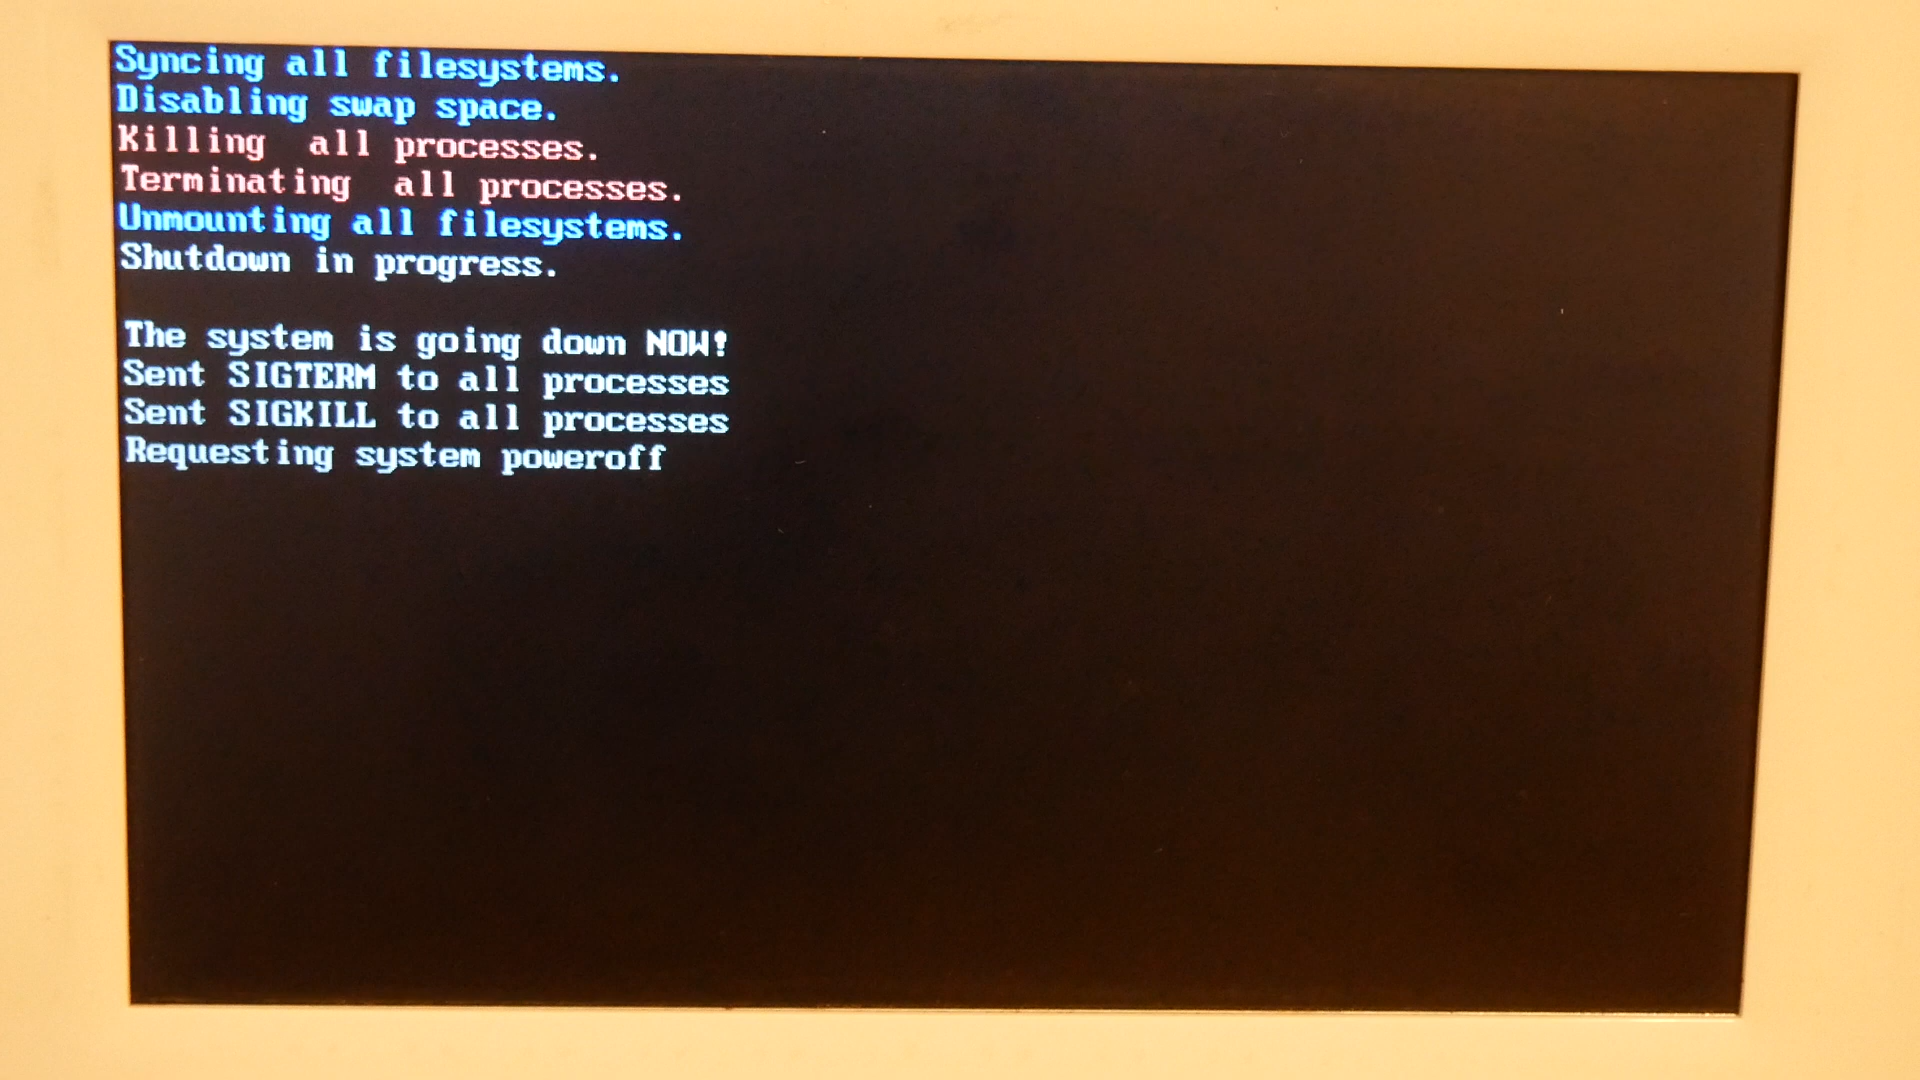 Syncing all filesystems.
Disabling swap space.
Killing  all processes.
Terminating  all processes.
Unmounting all filesystems.
Shutdown in progress.

The system is going down NOW!
Sent SIGTERM to all processes
Sent SIGKILL to all processes
Requesting system poweroff